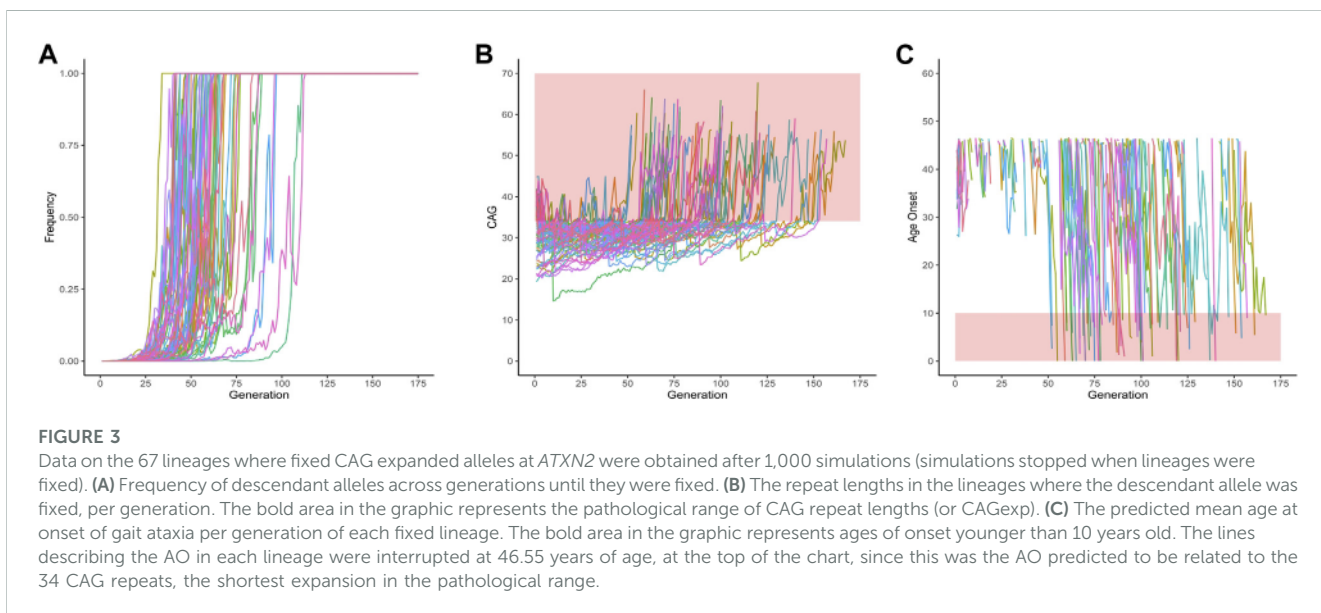 A
1.00
0.75
0.50
0.25
0.00
Frequency
1 25 50 75 100 125 150 175
Generation
B
70
60
50
40
30
20
10
0
CAG
0 25 50 75 100 125 150 175
Generation
C
60
50
40
30
20
10
0
Age Onset
0 25 50 75 100 125 150 175
Generation
FIGURE 3
Data on the 67 lineages where fixed CAG expanded alleles at ATXN2 were obtained after 1,000 simulations (simulations stopped when lineages were
fixed). (A) Frequency of descendant alleles across generations until they were fixed. (B) The repeat lengths in the lineages where the descendant allele was
fixed, per generation. The bold area in the graphic represents the pathological range of CAG repeat lengths (or CAGexp). (C) The predicted mean age at
onset of gait ataxia per generation of each fixed lineage. The bold area in the graphic represents ages of onset younger than 10 years old. The lines
describing the AO in each lineage were interrupted at 46.55 years of age, at the top of the chart, since this was the AO predicted to be related to the
34 CAG repeats, the shortest expansion in the pathological range.